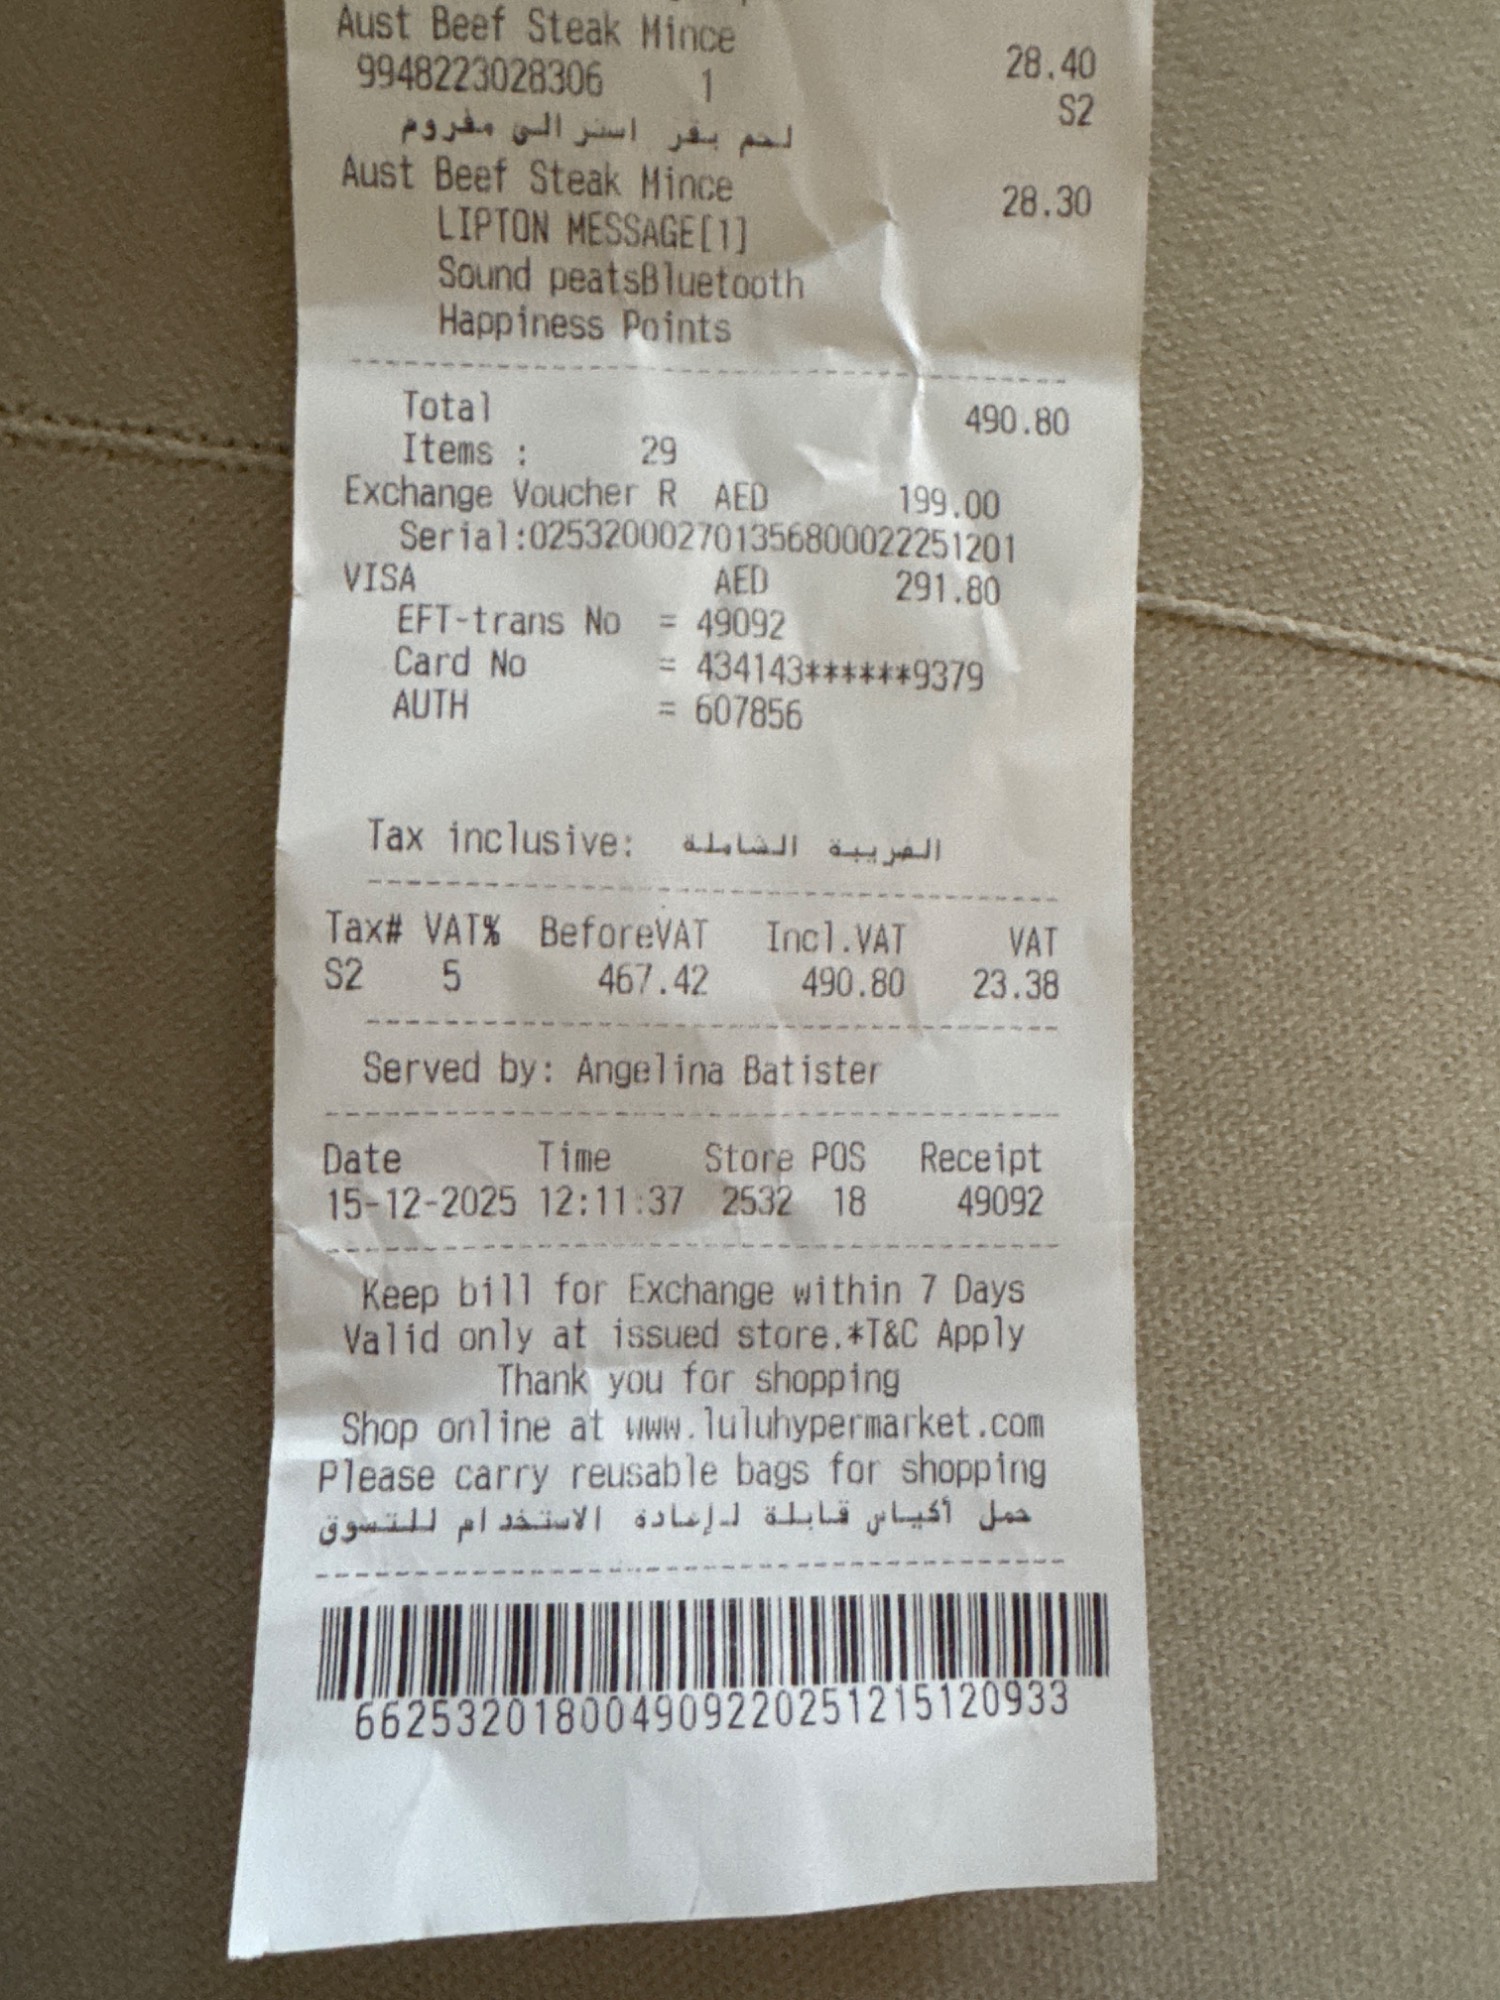 Aust Beef Steak Mince
28.40
9948223028306 1 S2
لحم بقر استرالي مفروم
Aust Beef Steak Mince
28.30
LIPTON MESSAGE[1]
Sound peatsBluetooth
Happiness Points
Total 490.80
Items : 29
Exchange Voucher R AED 199.00
Serial:02532000270135680002225​1201
VISA AED 291.80
EFT-trans No = 49092
Card No = 434143******9379
AUTH = 607856
Tax inclusive: الضريبة الشاملة
Tax# VAT% BeforeVAT Incl.VAT VAT
S2 5 467.42 490.80 23.38
Served by: Angelina Batister
Date Time Store POS Receipt
15-12-2025 12:11:37 2532 18 49092
Keep bill for Exchange within 7 Days
Valid only at issued store.*T&C Apply
Thank you for shopping
Shop online at www.luluhypermarket.com
Please carry reusable bags for shopping
حمل أكياس قابلة لإعادة الاستخدام للتسوق
6625320180049092202512151​20933